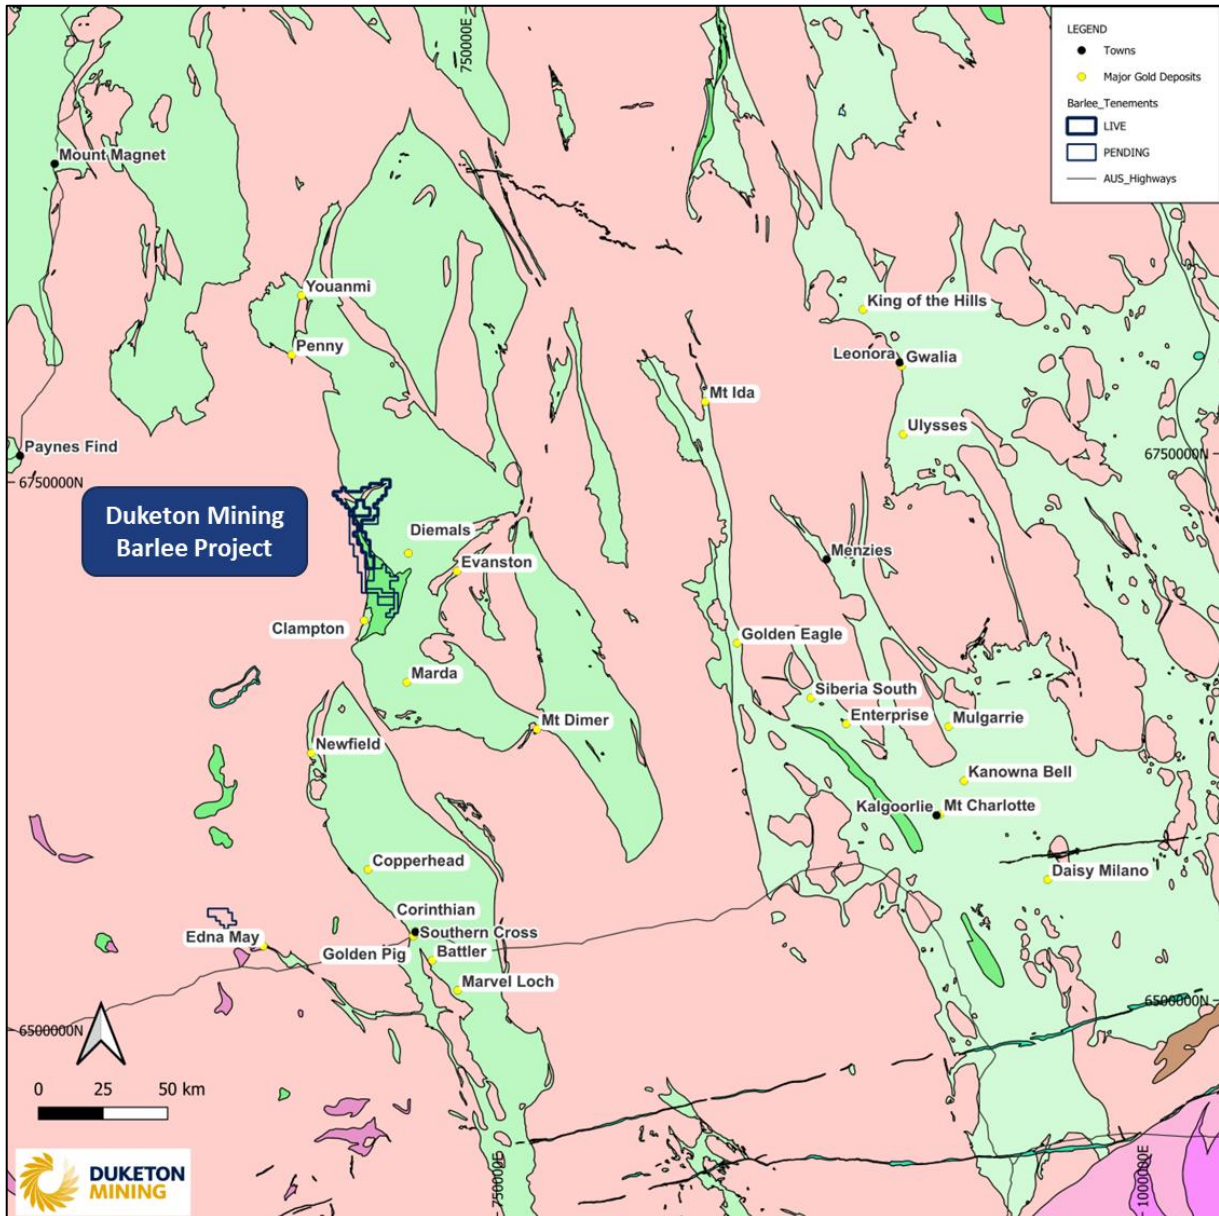 750000E
LEGEND
Towns
Major Gold Deposits
Barlee_Tenements
LIVE
PENDING
AUS_Highways
Mount Magnet
Youanmi
King of the Hills
Penny
Leonora
Gwalia
Mt Ida
Ulysses
Paynes Find
6750000N
6750000N
Duketon Mining
Barlee Project
Diemals
Evanston
Menzies
Clampton
Golden Eagle
Marda
Siberia South
Mt Dimer
Enterprise
Mulgarrie
Newfield
Kanowna Bell
Kalgoorlie
Mt Charlotte
Copperhead
Daisy Milano
Corinthian
Edna May
Southern Cross
Golden Pig
Battler
Marvel Loch
6500000N
6500000N
0 25 50 km
750000E
1000000E
DUKETON
MINING